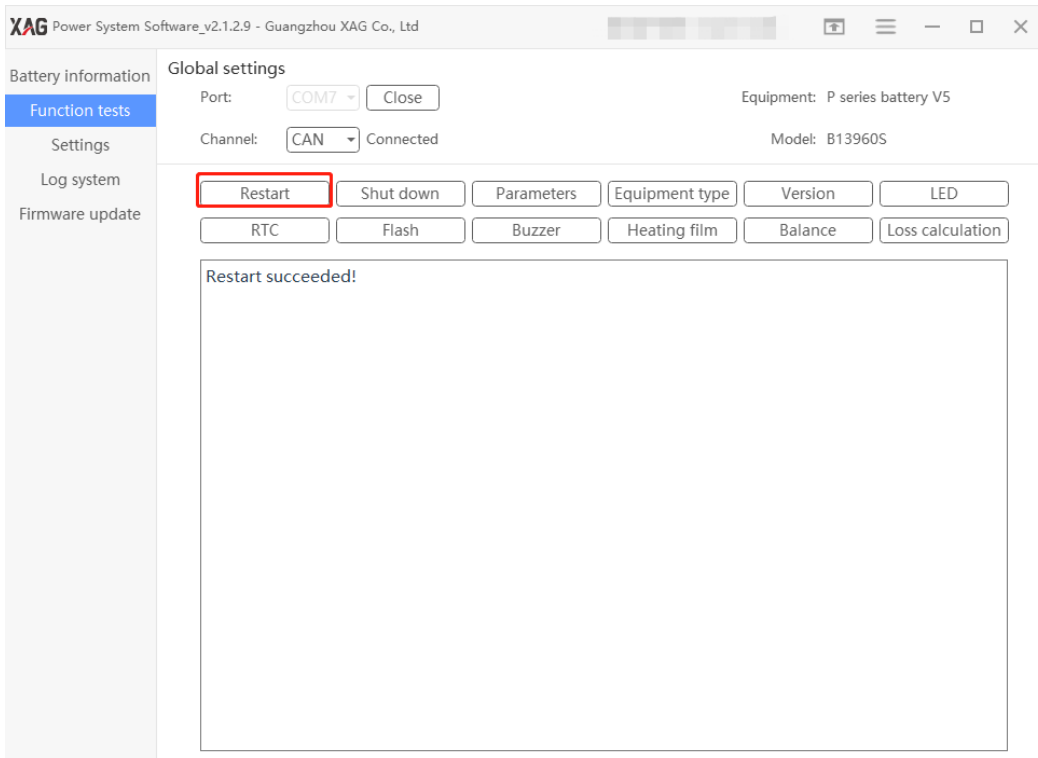 XAG Power System Software_v2.1.2.9 - Guangzhou XAG Co., Ltd
Battery information
Function tests
Settings
Log system
Firmware update
Global settings
Port: COM7 Close Equipment: P series battery V5
Channel: CAN Connected Model: B13960S
Restart Shut down Parameters Equipment type Version LED
RTC Flash Buzzer Heating film Balance Loss calculation
Restart succeeded!